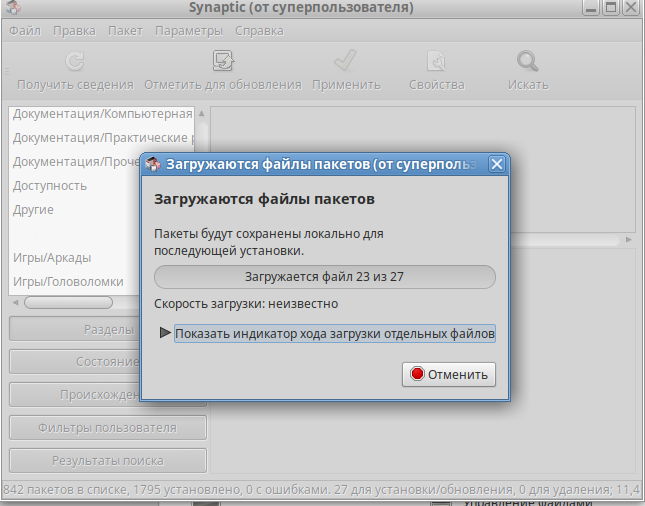 Synaptic (от суперпользователя)
Файл Правка Пакет Параметры Справка
Получить сведения Отметить для обновления Применить Свойства Искать
Документация/Компьютерная
Документация/Практические
Документация/Проче
Доступность
Другие
Игры/Аркады
Игры/Головоломки
Разделы
Состояние
Происхожден
Фильтры пользователя
Результаты поиска
Загружаются файлы пакетов (от суперпольз
Загружаются файлы пакетов
Пакеты будут сохранены локально для
последующей установки.
Загружается файл 23 из 27
Скорость загрузки: неизвестно
Показать индикатор хода загрузки отдельных файлов
Отменить
842 пакетов в списке, 1795 установлено, 0 с ошибками. 27 для установки/обновления, 0 для удаления; 11,4
Управление файлами